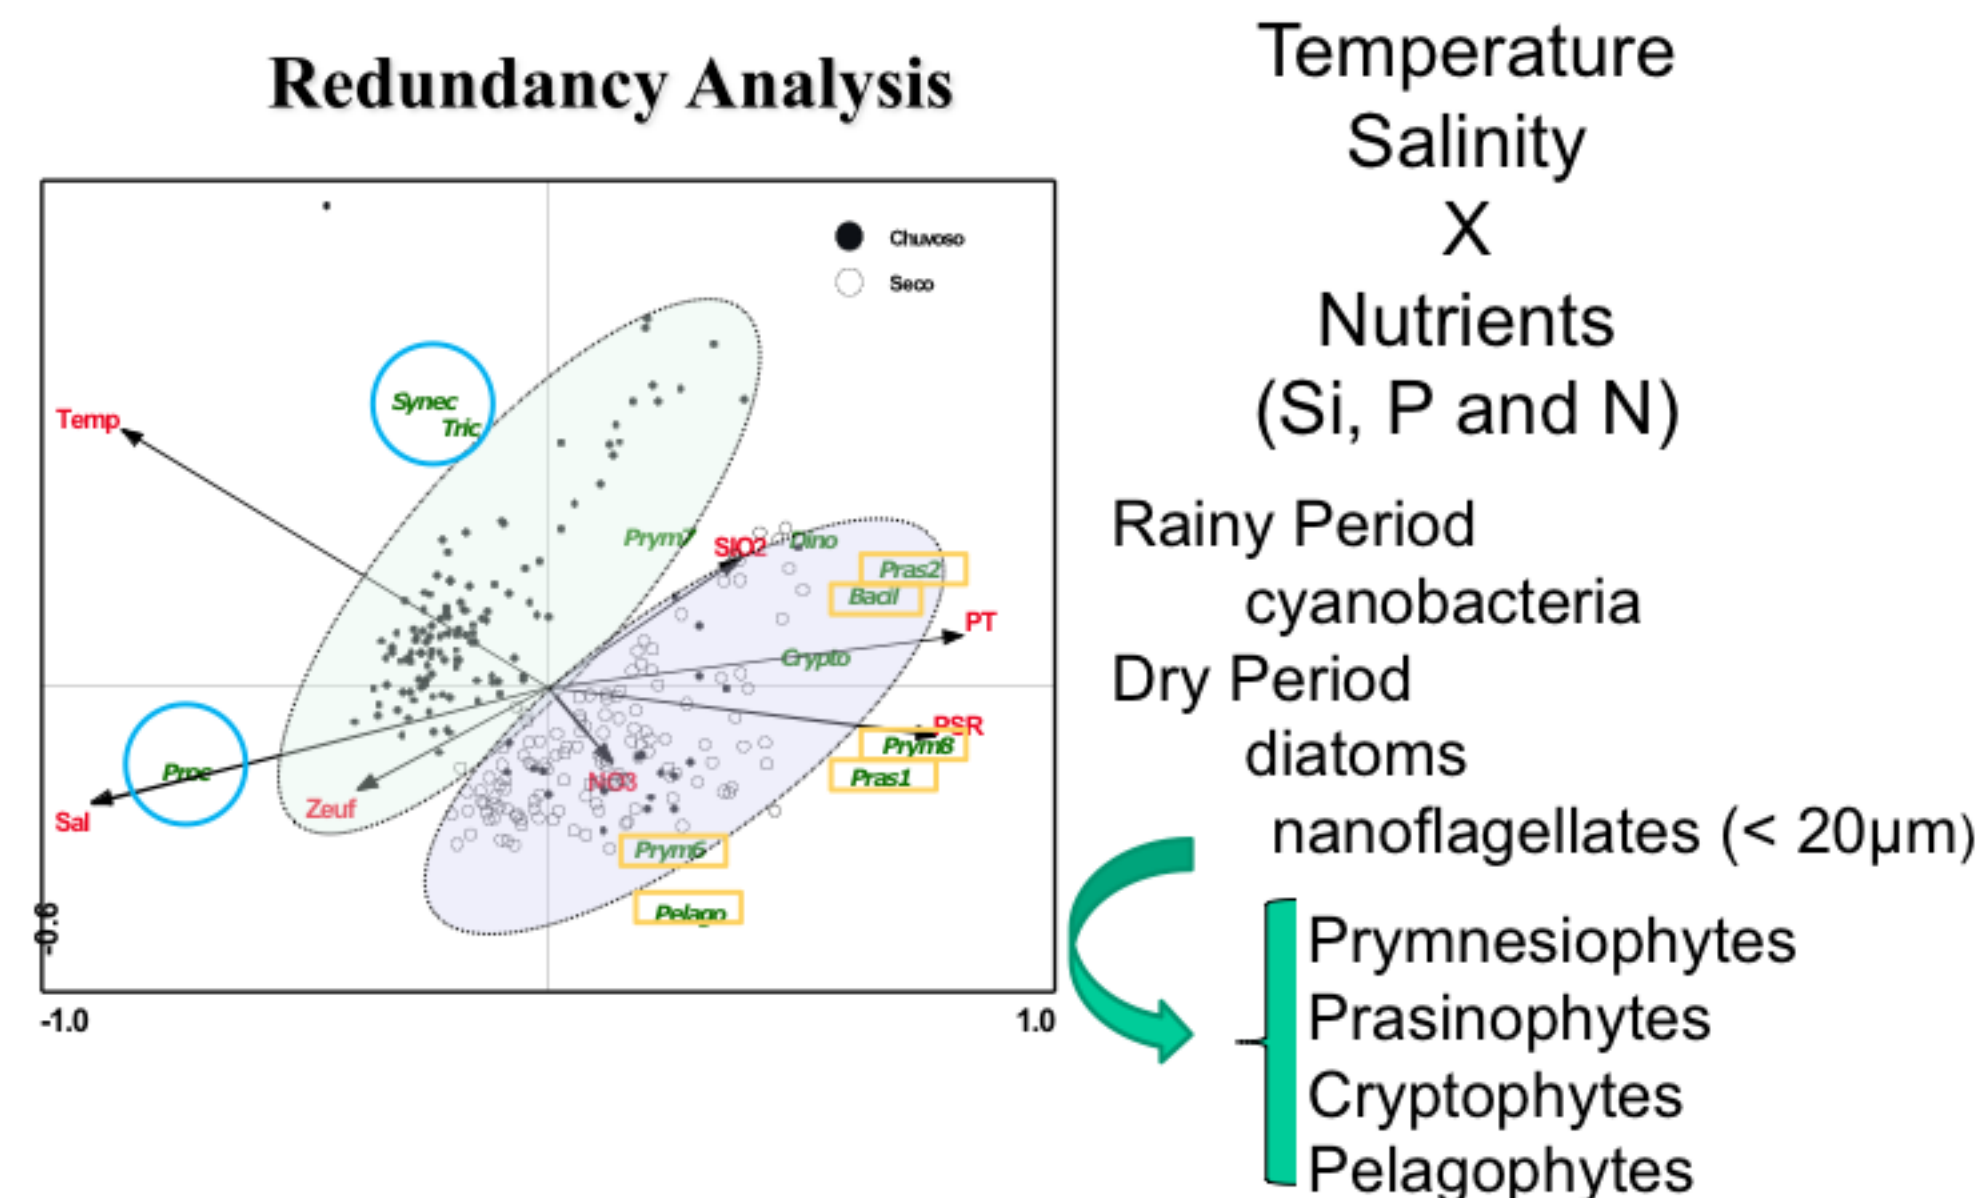 Redundancy Analysis
Chuvoso
Seco
Synec
Tric
Temp
Prym7
SIO2
Dino
Pras2
Bacil
PT
Crypto
PSR
Prym8
Pras1
Proc
Sal
Zeuf
NO3
Prym6
Pelago
-0.6
-1.0
1.0
Temperature
Salinity
X
Nutrients
(Si, P and N)
Rainy Period
cyanobacteria
Dry Period
diatoms
nanoflagellates (< 20µm)
Prymnesiophytes
Prasinophytes
Cryptophytes
Pelagophytes